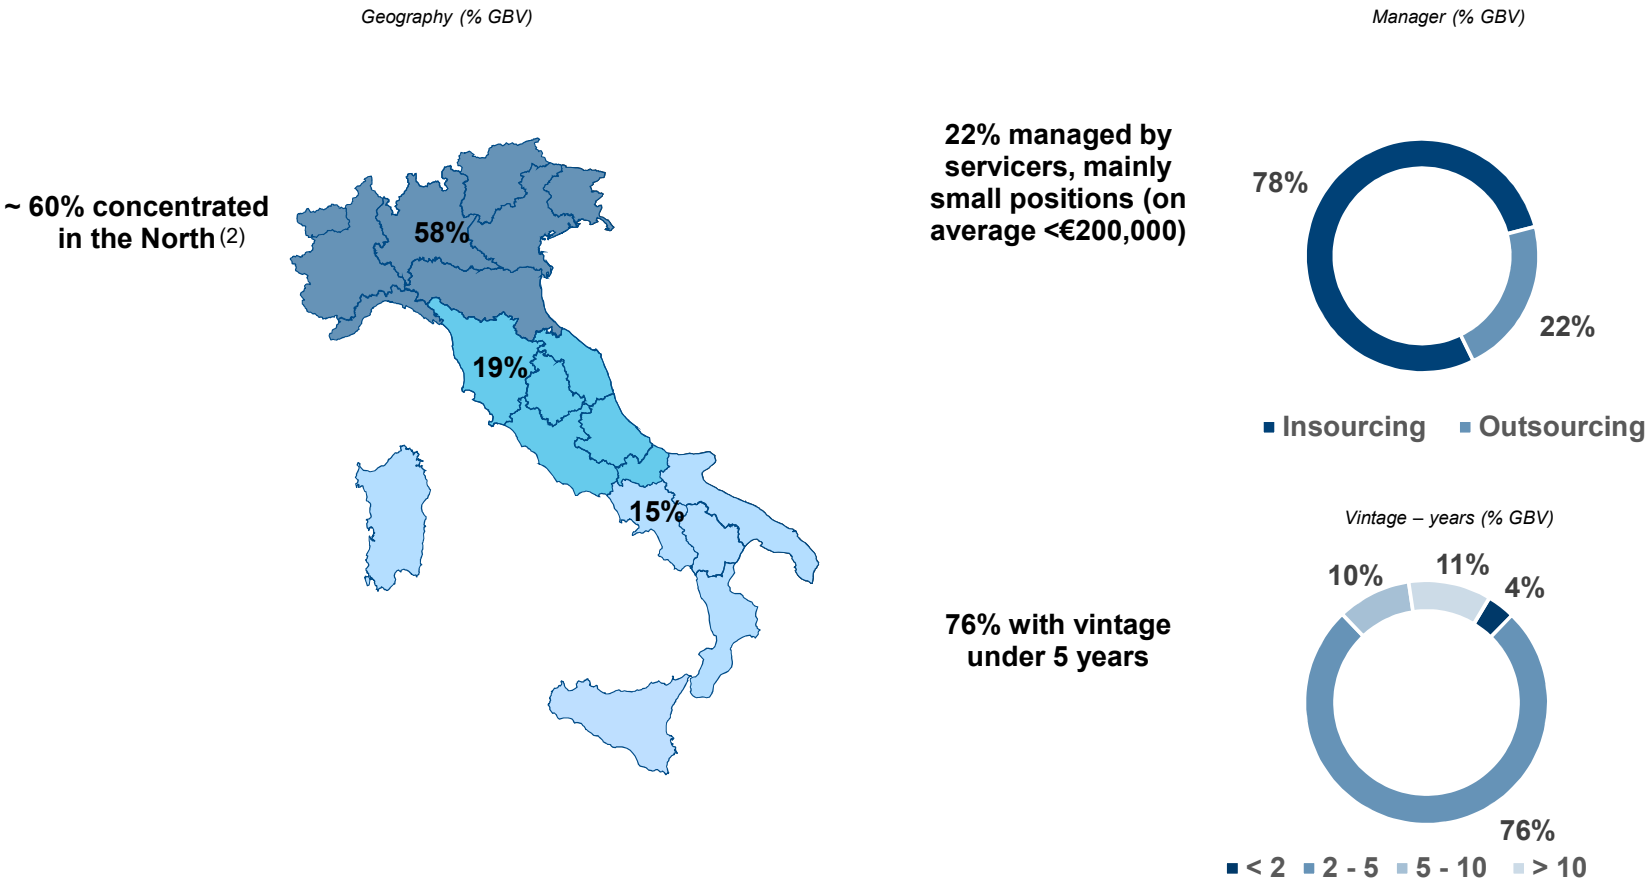 Geography (% GBV)
~ 60% concentrated
in the North (2)
58%
19%
15%
Manager (% GBV)
22% managed by
servicers, mainly
small positions (on
average <€200,000)
78%
22%
Insourcing Outsourcing
Vintage – years (% GBV)
76% with vintage
under 5 years
10%
11%
4%
76%
< 2 2 - 5 5 - 10 > 10